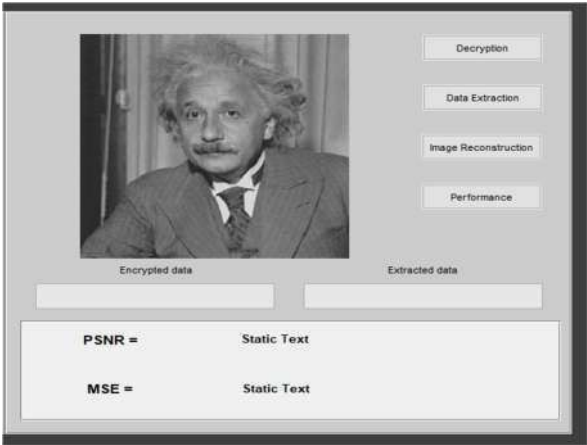 Decryption
Data Extraction
Image Reconstruction
Performance
Encrypted data Extracted data
PSNR = Static Text
MSE = Static Text